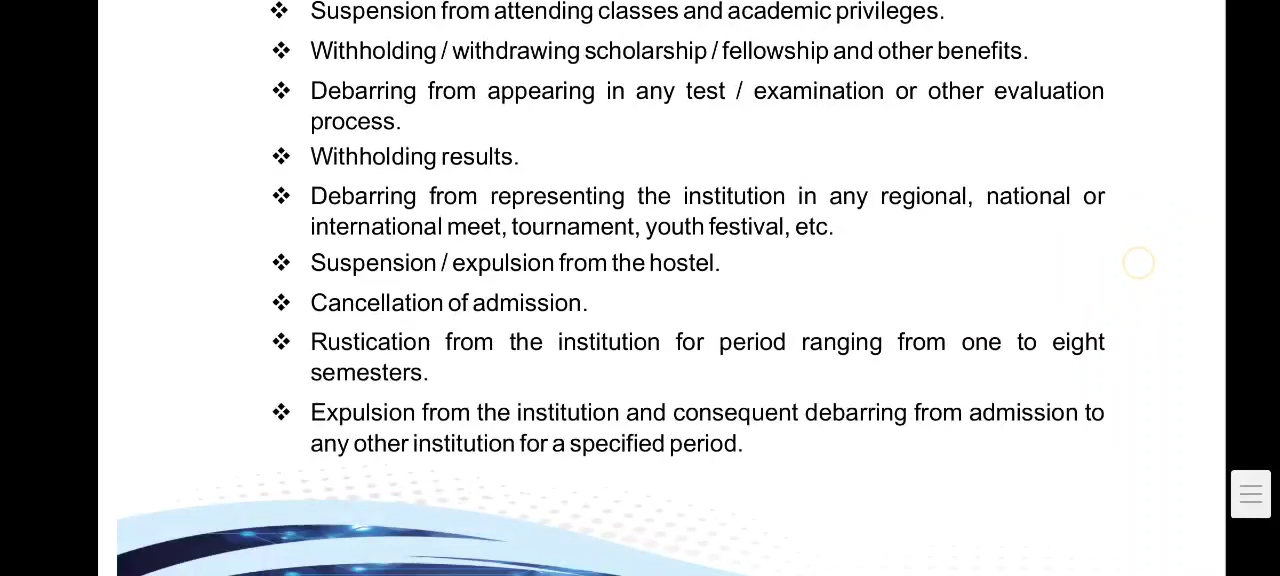 ❖ Suspension from attending classes and academic privileges.
❖ Withholding / withdrawing scholarship / fellowship and other benefits.
❖ Debarring from appearing in any test / examination or other evaluation
process.
❖ Withholding results.
❖ Debarring from representing the institution in any regional, national or
international meet, tournament, youth festival, etc.
❖ Suspension / expulsion from the hostel.
❖ Cancellation of admission.
❖ Rustication from the institution for period ranging from one to eight
semesters.
❖ Expulsion from the institution and consequent debarring from admission to
any other institution for a specified period.